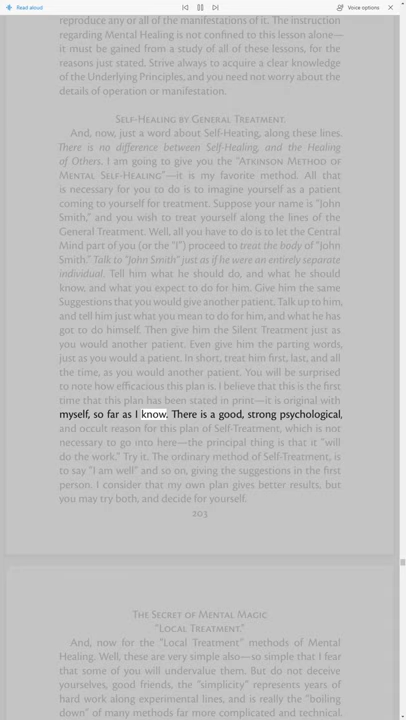 Read aloud
Voice options
reproduce any or all of the manifestations of it. The instruction
regarding Mental Healing is not confined to this lesson alone—
it must be gained from a study of all of these lessons, for the
reasons just stated. Strive always to acquire a clear knowledge
of the Underlying Principles, and you need not worry about the
details of operation or manifestation.
Self-Healing by General Treatment.
And, now, just a word about Self-Heating, along these lines.
There is no difference between Self-Healing, and the Healing
of Others. I am going to give you the "Atkinson Method of
Mental Self-Healing"—it is my favorite method. All that
is necessary for you to do is to imagine yourself as a patient
coming to yourself for treatment. Suppose your name is "John
Smith," and you wish to treat yourself along the lines of the
General Treatment. Well, all you have to do is to let the Central
Mind part of you (or the "I") proceed to treat the body of "John
Smith." Talk to "John Smith" just as if he were an entirely separate
individual. Tell him what he should do, and what he should
know, and what you expect to do for him. Give him the same
Suggestions that you would give another patient. Talk up to him,
and tell him just what you mean to do for him, and what he has
got to do himself. Then give him the Silent Treatment just as
you would another patient. Even give him the parting words,
just as you would a patient. In short, treat him first, last, and all
the time, as you would another patient. You will be surprised
to note how efficacious this plan is. I believe that this is the first
time that this plan has been stated in print—it is original with
myself, so far as I know. There is a good, strong psychological,
and occult reason for this plan of Self-Treatment, which is not
necessary to go into here—the principal thing is that it "will
do the work." Try it. The ordinary method of Self-Treatment, is
to say "I am well" and so on, giving the suggestions in the first
person. I consider that my own plan gives better results, but
you may try both, and decide for yourself.
203
The Secret of Mental Magic
"Local Treatment."
And, now for the "Local Treatment" methods of Mental
Healing. Well, these are very simple also—so simple that I fear
that some of you will undervalue them. But do not deceive
yourselves, good friends, the "simplicity" represents years of
hard work along experimental lines, and is really the "boiling
down" of many methods far more complicated and technical.